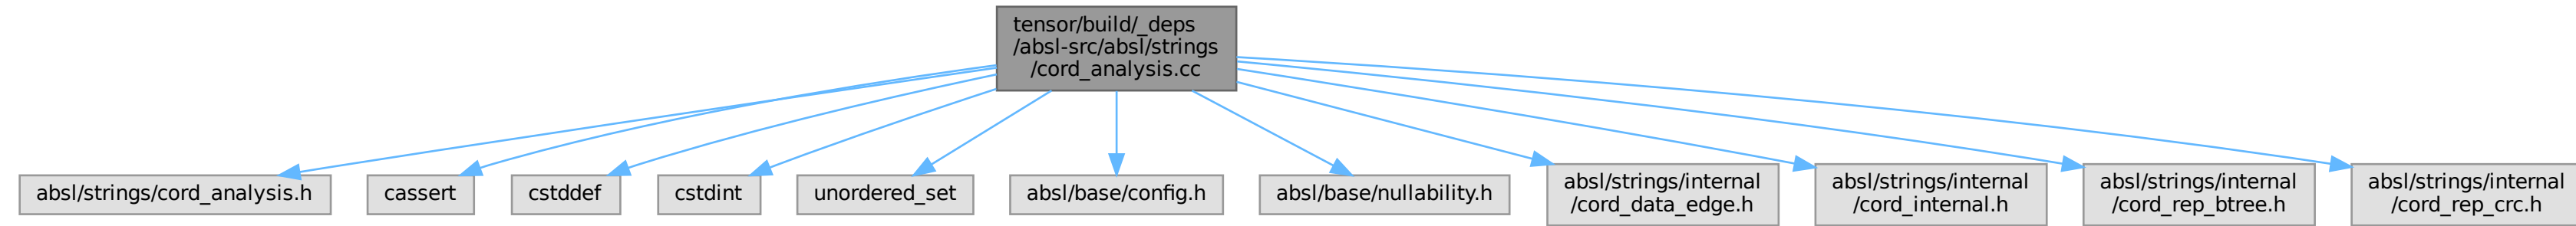 tensor/build/_deps
/absl-src/absl/strings
/cord_analysis.cc
absl/strings/cord_analysis.h
cassert
cstddef
cstdint
unordered_set
absl/base/config.h
absl/base/nullability.h
absl/strings/internal
/cord_data_edge.h
absl/strings/internal
/cord_internal.h
absl/strings/internal
/cord_rep_btree.h
absl/strings/internal
/cord_rep_crc.h